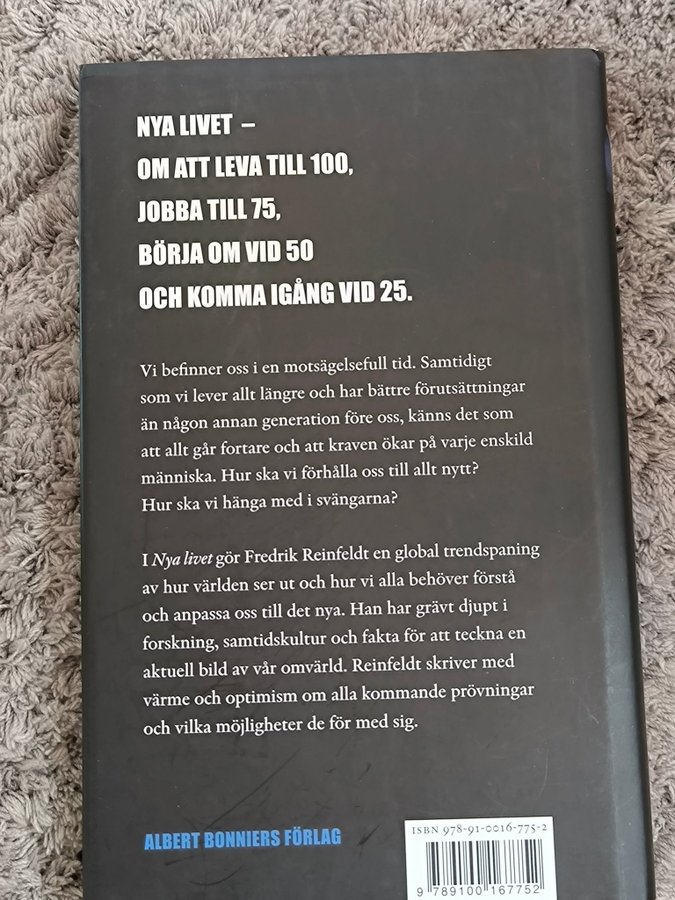 NYA LIVET –
OM ATT LEVA TILL 100,
JOBBA TILL 75,
BÖRJA OM VID 50
OCH KOMMA IGÅNG VID 25.
Vi befinner oss i en motsägelsefull tid. Samtidigt
som vi lever allt längre och har bättre förutsättningar
än någon annan generation före oss, känns det som
att allt går fortare och att kraven ökar på varje enskild
människa. Hur ska vi förhålla oss till allt nytt?
Hur ska vi hänga med i svängarna?
I Nya livet gör Fredrik Reinfeldt en global trendspaning
av hur världen ser ut och hur vi alla behöver förstå
och anpassa oss till det nya. Han har grävt djupt i
forskning, samtidskultur och fakta för att teckna en
aktuell bild av vår omvärld. Reinfeldt skriver med
värme och optimism om alla kommande prövningar
och vilka möjligheter de för med sig.
ALBERT BONNIERS FÖRLAG
ISBN 978-91-0016-775-2
9 789100 167752